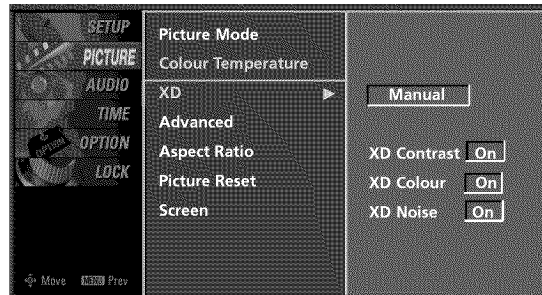 SETUP
PICTURE
AUDIO
TIME
OPTION
LOCK
Move MENU Prev
Picture Mode
Colour Temperature
XD
Advanced
Aspect Ratio
Picture Reset
Screen
Manual
XD Contrast On
XD Colour On
XD Noise On